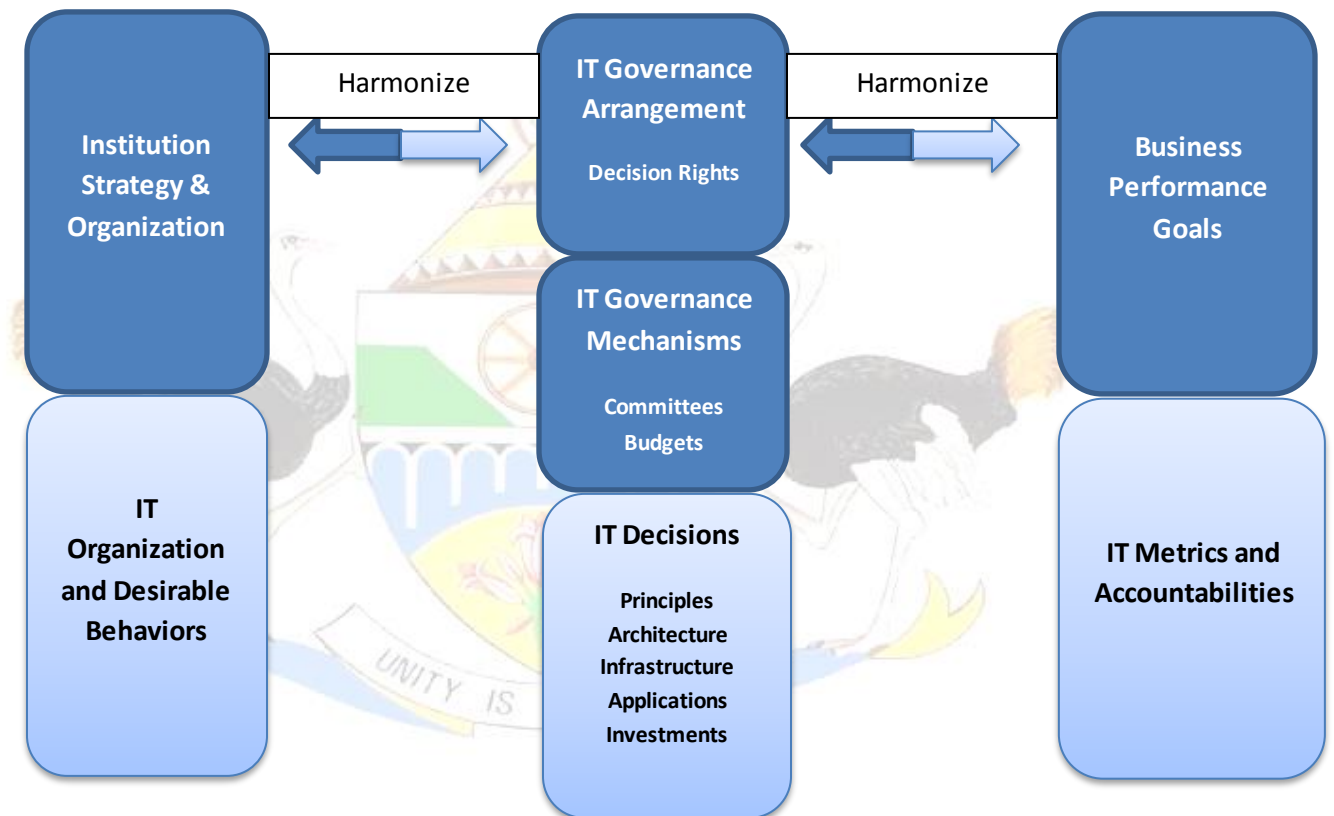 Institution
Strategy &
Organization
Harmonize
IT Governance
Arrangement
Decision Rights
Harmonize
Business
Performance
Goals
IT Governance
Mechanisms
Committees
Budgets
IT
Organization
and Desirable
Behaviors
IT Decisions
Principles
Architecture
Infrastructure
Applications
Investments
IT Metrics and
Accountabilities
UNITY IS